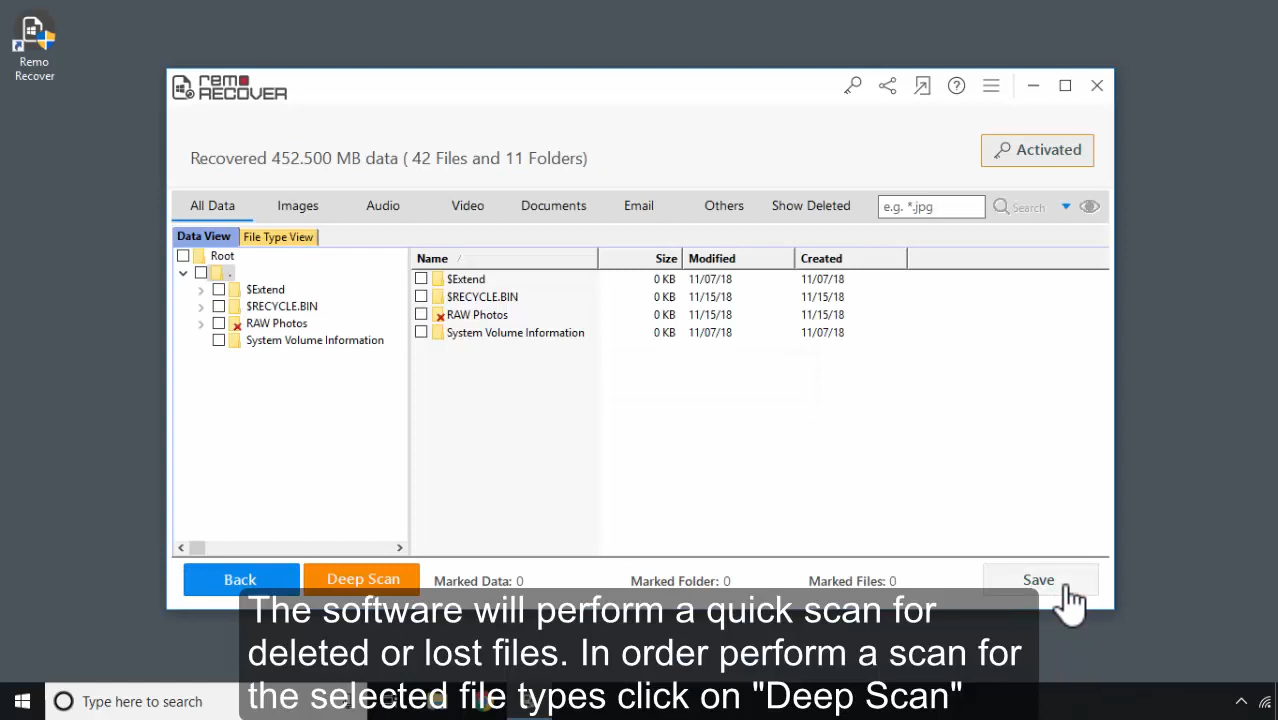 Remo
Recover
remo
RECOVER
Recovered 452.500 MB data ( 42 Files and 11 Folders)
Activated
All Data Images Audio Video Documents Email Others Show Deleted e.g. *.jpg Search
Data View File Type View
Root
.
$Extend
$RECYCLE.BIN
RAW Photos
System Volume Information
Name Size Modified Created
$Extend 0 KB 11/07/18 11/07/18
$RECYCLE.BIN 0 KB 11/15/18 11/15/18
RAW Photos 0 KB 11/15/18 11/15/18
System Volume Information 0 KB 11/07/18 11/07/18
Back Deep Scan Marked Data: 0 Marked Folder: 0 Marked Files: 0 Save
The software will perform a quick scan for
deleted or lost files. In order perform a scan for
the selected file types click on "Deep Scan"
Type here to search